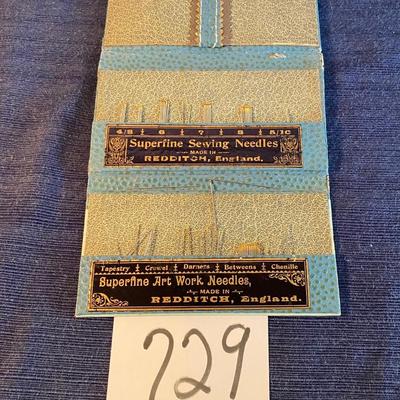 4/8 6 7 8 5/10
Superfine Sewing Needles
MADE IN
REDDITCH, England.
Tapestry Crewel Darners Betweens Chenille
Superfine Art Work Needles,
MADE IN
REDDITCH, England.
729